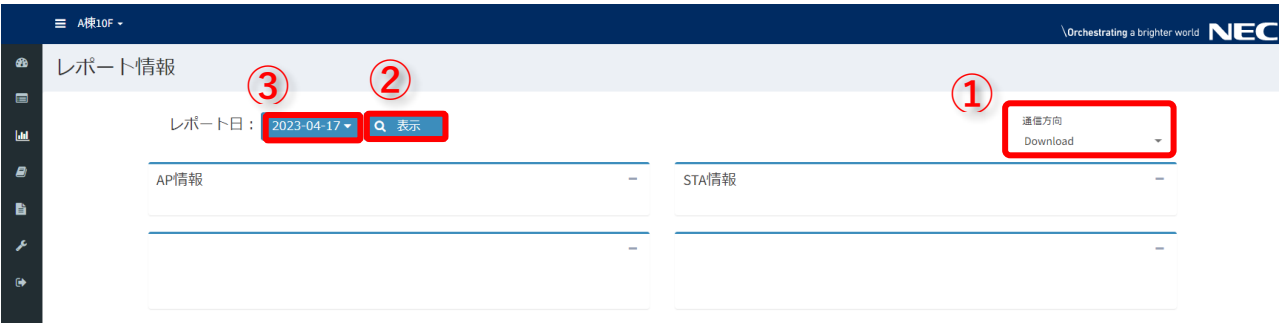 A棟10F
\Orchestrating a brighter world NEC
レポート情報
③ ② ①
レポート日： 2023-04-17 表示
通信方向
Download
AP情報
STA情報